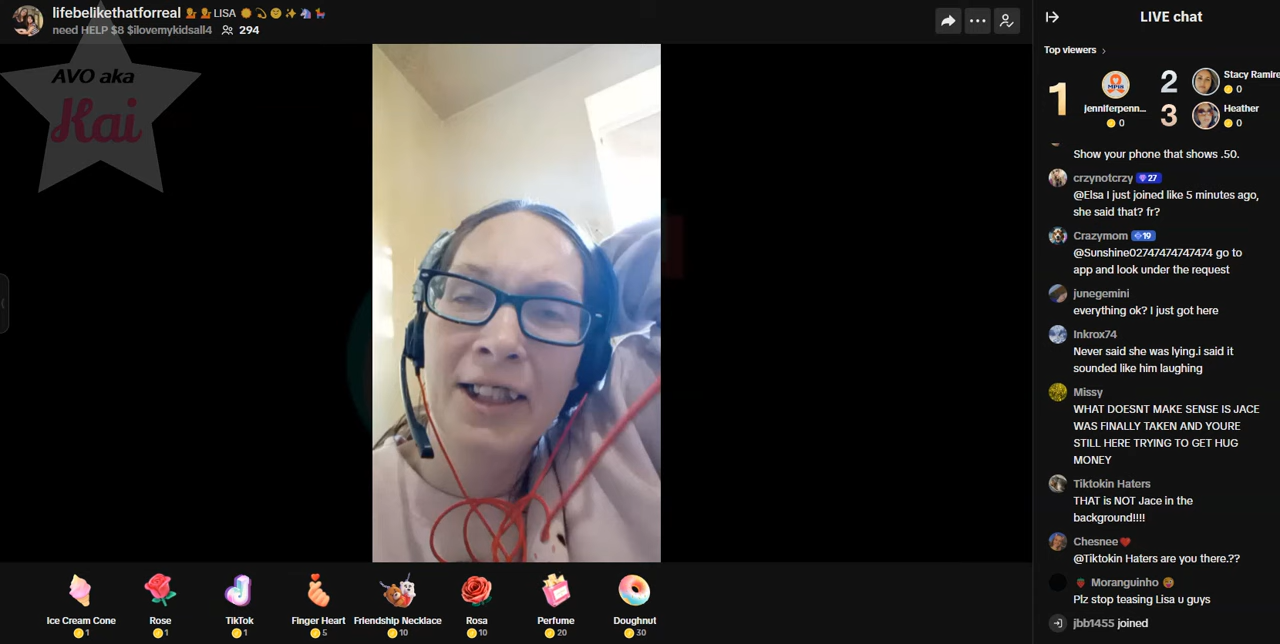 lifebelikethatforreal LISA
need HELP $8 $ilovemykidsall4 294
AVO aka
Kai
LIVE chat
Top viewers
1
jenniferpenn...
0
2
Stacy Ramire
0
3
Heather
0
Show your phone that shows .50.
crzynotcrzy 27
@Elsa I just joined like 5 minutes ago,
she said that? fr?
Crazymom 19
@Sunshine02747474747474 go to
app and look under the request
junegemini
everything ok? I just got here
Inkrox74
Never said she was lying.i said it
sounded like him laughing
Missy
WHAT DOESNT MAKE SENSE IS JACE
WAS FINALLY TAKEN AND YOURE
STILL HERE TRYING TO GET HUG
MONEY
Tiktokin Haters
THAT is NOT Jace in the
background!!!!
Chesnee
@Tiktokin Haters are you there.??
Moranguinho
Plz stop teasing Lisa u guys
jbb1455 joined
Ice Cream Cone
1
Rose
1
TikTok
1
Finger Heart
5
Friendship Necklace
10
Rosa
10
Perfume
20
Doughnut
30